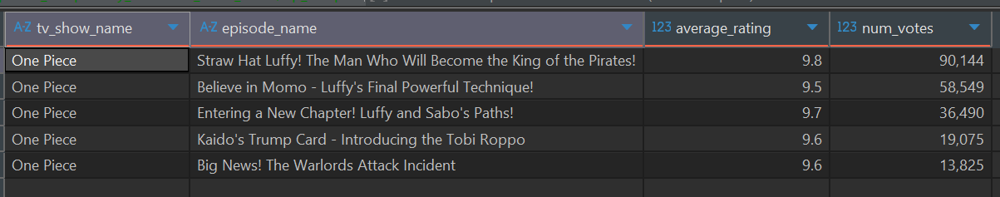 A-Z tv_show_name A-Z episode_name 123 average_rating 123 num_votes
One Piece Straw Hat Luffy! The Man Who Will Become the King of the Pirates! 9.8 90,144
One Piece Believe in Momo - Luffy's Final Powerful Technique! 9.5 58,549
One Piece Entering a New Chapter! Luffy and Sabo's Paths! 9.7 36,490
One Piece Kaido's Trump Card - Introducing the Tobi Roppo 9.6 19,075
One Piece Big News! The Warlords Attack Incident 9.6 13,825